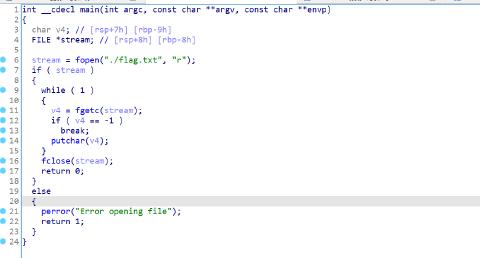 1 int __cdecl main(int argc, const char **argv, const char **envp)
2 {
3 char v4; // [rsp+7h] [rbp-9h]
4 FILE *stream; // [rsp+8h] [rbp-8h]
5
6 stream = fopen("./flag.txt", "r");
7 if ( stream )
8 {
9 while ( 1 )
10 {
11 v4 = fgetc(stream);
12 if ( v4 == -1 )
13 break;
14 putchar(v4);
15 }
16 fclose(stream);
17 return 0;
18 }
19 else
20 {
21 perror("Error opening file");
22 return 1;
23 }
24 }